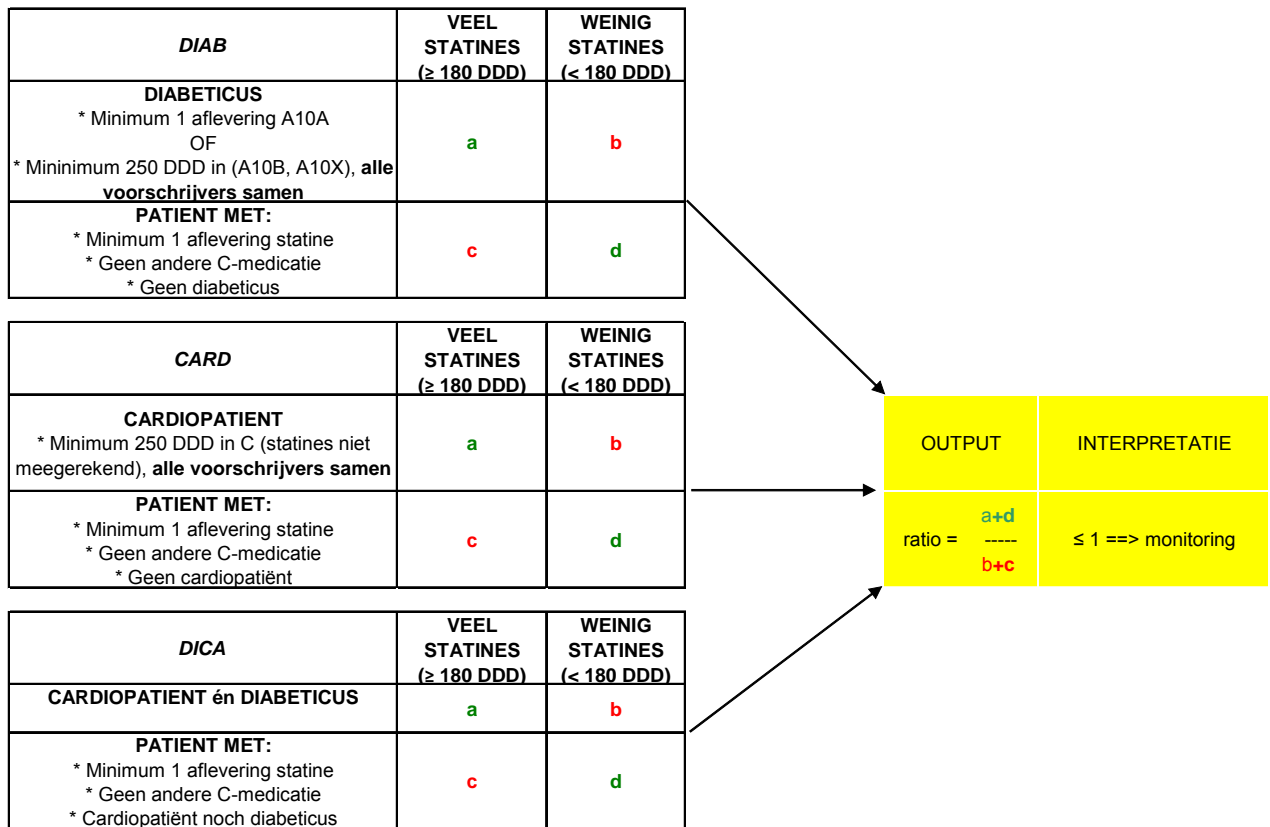 DIAB
VEEL
STATINES
(≥ 180 DDD)
WEINIG
STATINES
(< 180 DDD)
DIABETICUS
* Minimum 1 aflevering A10A
OF
* Mininimum 250 DDD in (A10B, A10X), alle
voorschrijvers samen
a
b
PATIENT MET:
* Minimum 1 aflevering statine
* Geen andere C-medicatie
* Geen diabeticus
c
d
CARD
VEEL
STATINES
(≥ 180 DDD)
WEINIG
STATINES
(< 180 DDD)
CARDIOPATIENT
* Minimum 250 DDD in C (statines niet
meegerekend), alle voorschrijvers samen
a
b
PATIENT MET:
* Minimum 1 aflevering statine
* Geen andere C-medicatie
* Geen cardiopatiënt
c
d
DICA
VEEL
STATINES
(≥ 180 DDD)
WEINIG
STATINES
(< 180 DDD)
CARDIOPATIENT én DIABETICUS
a
b
PATIENT MET:
* Minimum 1 aflevering statine
* Geen andere C-medicatie
* Cardiopatiënt noch diabeticus
c
d
OUTPUT
INTERPRETATIE
a+d
ratio = -----
b+c
≤ 1 ==> monitoring